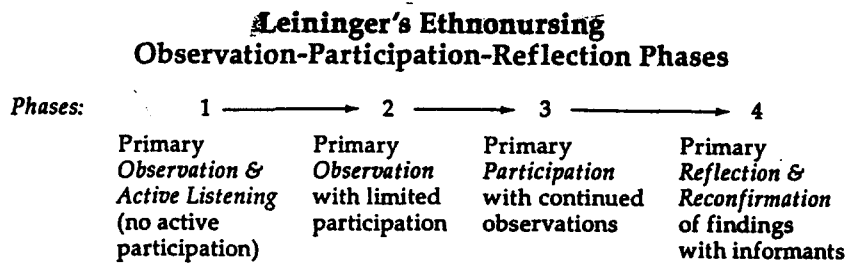 Leininger's Ethnonursing
Observation-Participation-Reflection Phases
Phases: 1 2 3 4
Primary Primary Primary Primary
Observation & Observation Participation Reflection &
Active Listening with limited with continued Reconfirmation
(no active participation observations of findings
participation) with informants